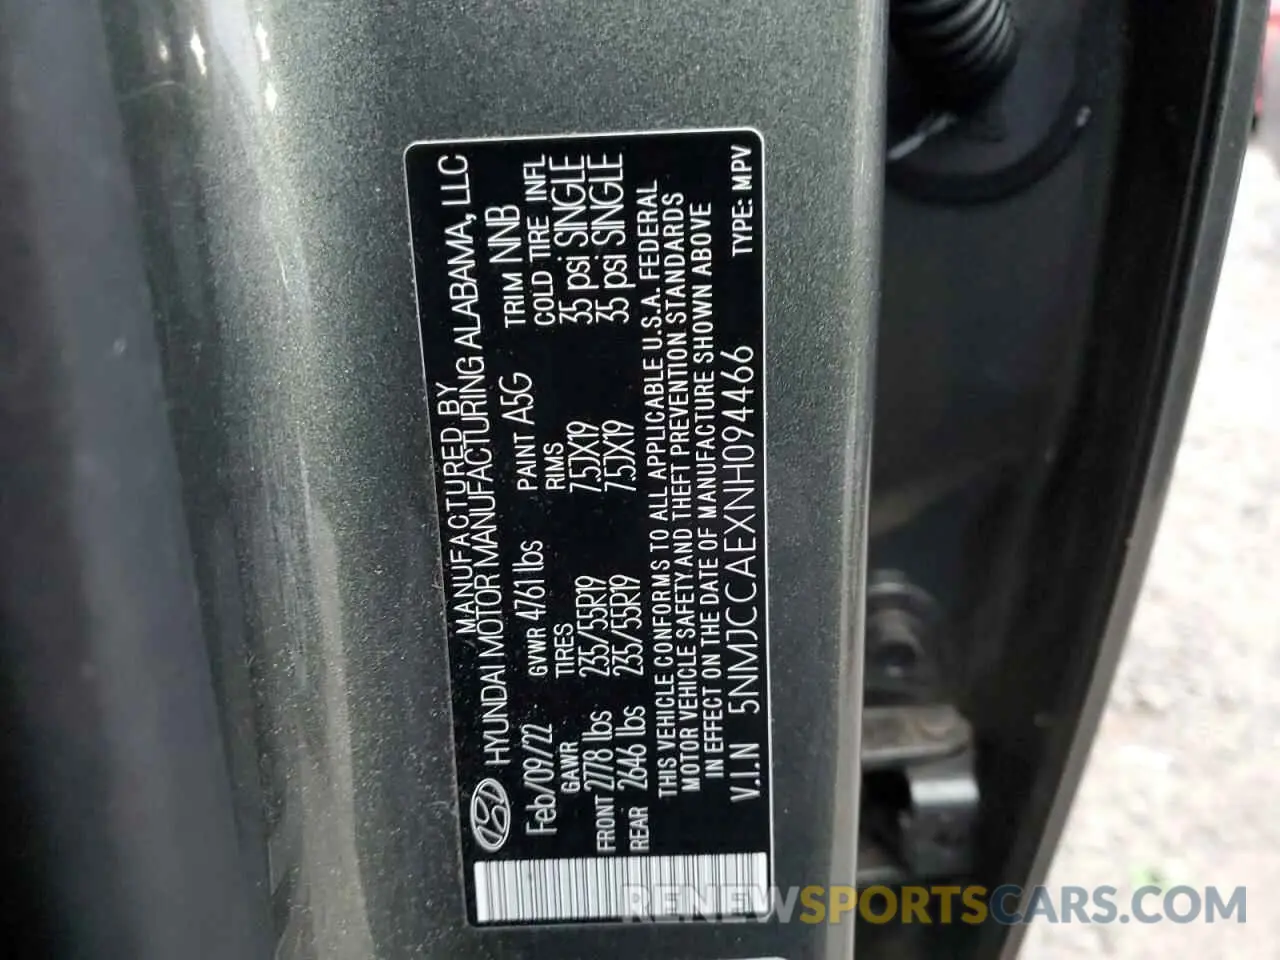 MANUFACTURED BY
HYUNDAI MOTOR MANUFACTURING ALABAMA, LLC
Feb/09/22 GVWR 4761 lbs PAINT A5G TRIM NNB
GAWR TIRES RIMS COLD TIRE INFL
FRONT 2778 lbs 235/55R19 7.5JX19 35 psi SINGLE
REAR 2646 lbs 235/55R19 7.5JX19 35 psi SINGLE
THIS VEHICLE CONFORMS TO ALL APPLICABLE U.S.A. FEDERAL
MOTOR VEHICLE SAFETY AND THEFT PREVENTION STANDARDS
IN EFFECT ON THE DATE OF MANUFACTURE SHOWN ABOVE
V.I.N 5NMJCCAEXNH094466 TYPE: MPV
RENEWSPORTSCARS.COM